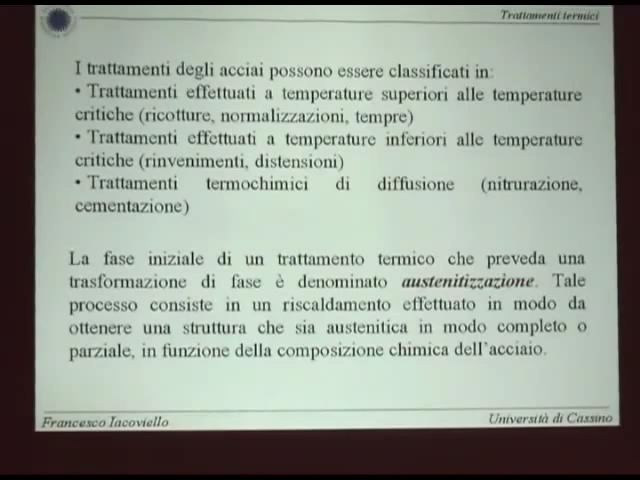 Trattamenti termici
I trattamenti degli acciai possono essere classificati in:
• Trattamenti effettuati a temperature superiori alle temperature
critiche (ricotture, normalizzazioni, tempre)
• Trattamenti effettuati a temperature inferiori alle temperature
critiche (rinvenimenti, distensioni)
• Trattamenti termochimici di diffusione (nitrurazione,
cementazione)
La fase iniziale di un trattamento termico che preveda una
trasformazione di fase è denominato austenitizzazione. Tale
processo consiste in un riscaldamento effettuato in modo da
ottenere una struttura che sia austenitica in modo completo o
parziale, in funzione della composizione chimica dell'acciaio.
Francesco Iacoviello
Università di Cassino